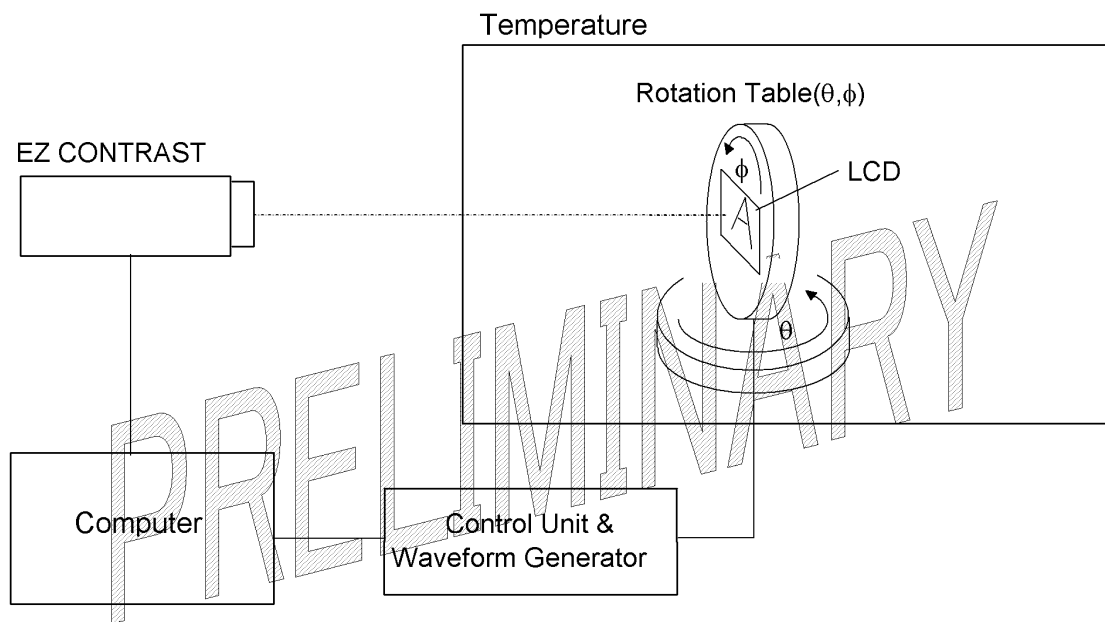 Temperature
Rotation Table(θ,ϕ)
EZ CONTRAST
ϕ
LCD
A
θ
Computer
Control Unit &
Waveform Generator
PRELIMINARY